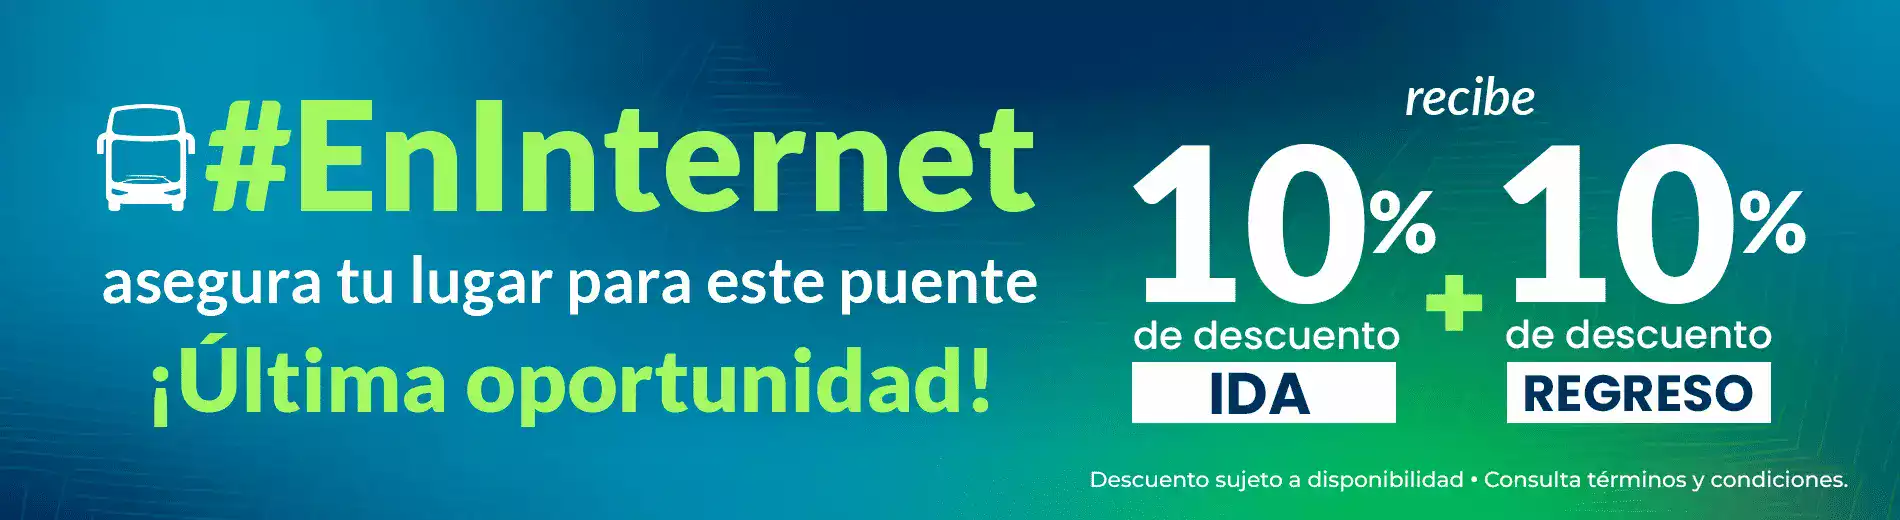 #EnInternet
asegura tu lugar para este puente
¡Última oportunidad!
recibe
10% + 10%
de descuento de descuento
IDA REGRESO
Descuento sujeto a disponibilidad • Consulta términos y condiciones.